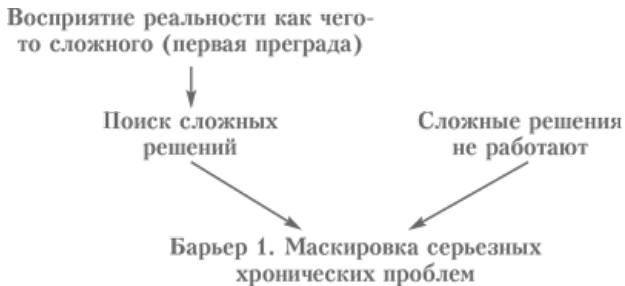 Восприятие реальности как чего-
то сложного (первая преграда)
Поиск сложных
решений
Сложные решения
не работают
Барьер 1. Маскировка серьезных
хронических проблем